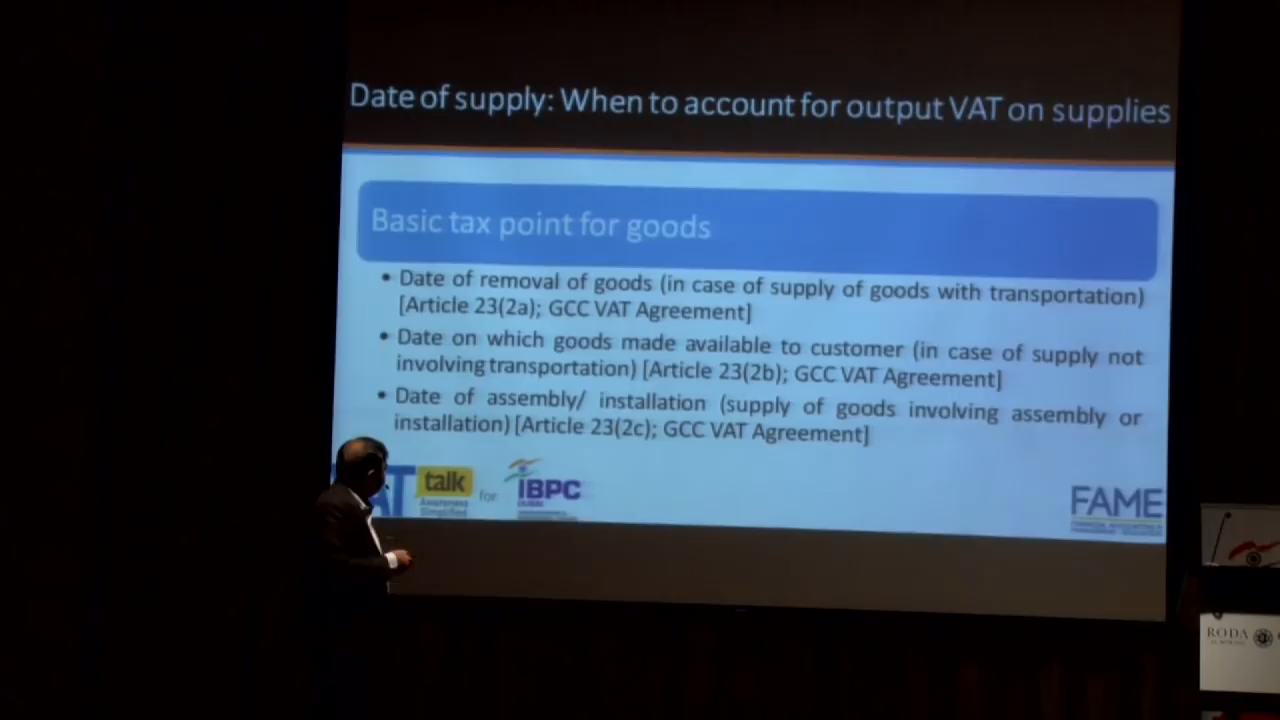 Date of supply: When to account for output VAT on supplies
Basic tax point for goods
• Date of removal of goods (in case of supply of goods with transportation)
[Article 23(2a); GCC VAT Agreement]
• Date on which goods made available to customer (in case of supply not
involving transportation) [Article 23(2b); GCC VAT Agreement]
• Date of assembly/ installation (supply of goods involving assembly or
installation) [Article 23(2c); GCC VAT Agreement]
AT talk
Awareness
Simplified
for
IBPC
DUBAI
FAME
RODA